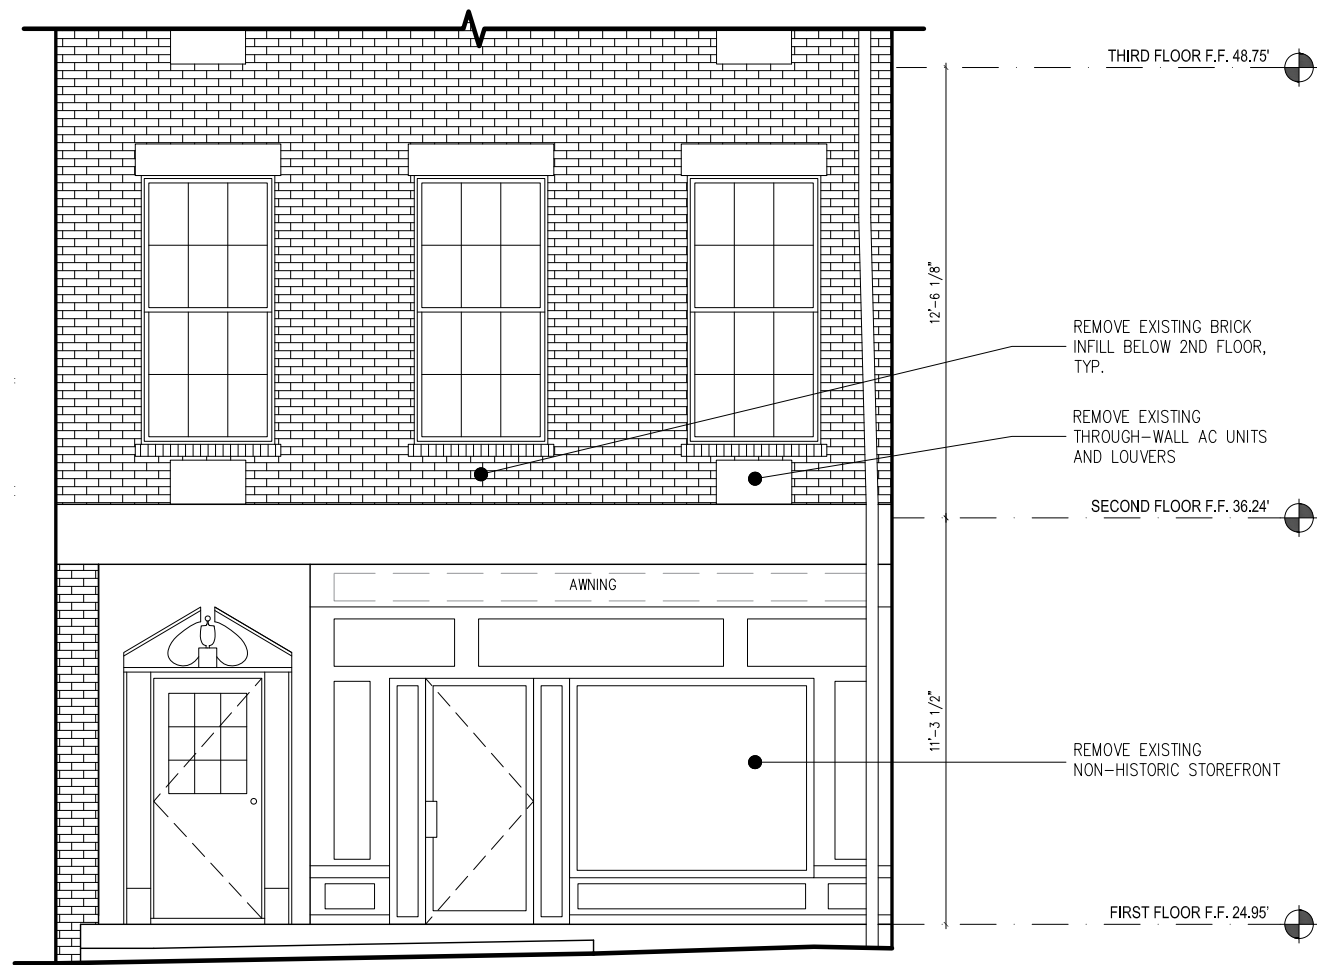 THIRD FLOOR F.F. 48.75'
12'-6 1/8"
REMOVE EXISTING BRICK
INFILL BELOW 2ND FLOOR,
TYP.
REMOVE EXISTING
THROUGH-WALL AC UNITS
AND LOUVERS
SECOND FLOOR F.F. 36.24'
AWNING
11'-3 1/2"
REMOVE EXISTING
NON-HISTORIC STOREFRONT
FIRST FLOOR F.F. 24.95'